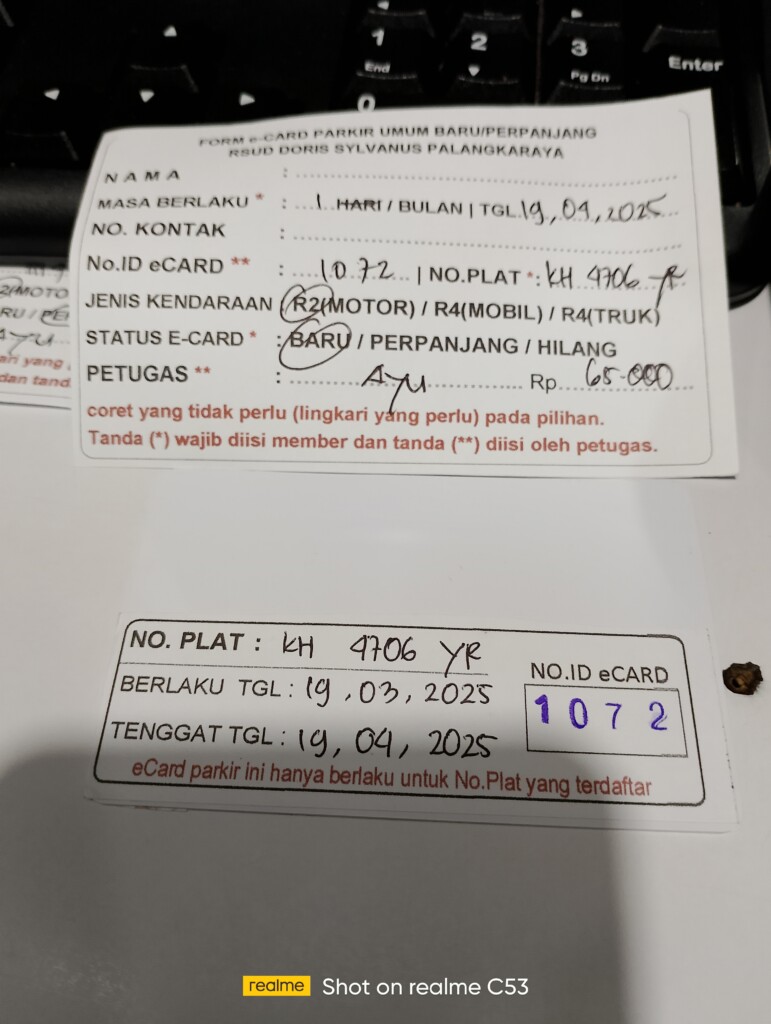 1
2
3
End
Pg Dn
Enter
0
FORM e-CARD PARKIR UMUM BARU/PERPANJANG
RSUD DORIS SYLVANUS PALANGKARAYA
NAMA :
MASA BERLAKU * : 1 HARI / BULAN | TGL. 19, 04, 2025
NO. KONTAK :
No.ID eCARD ** : 1072 | NO.PLAT *: KH 4706 YR
JENIS KENDARAAN (R2(MOTOR) / R4(MOBIL) / R4(TRUK)
STATUS E-CARD * : BARU / PERPANJANG / HILANG
PETUGAS ** : AYU Rp. 65.000
coret yang tidak perlu (lingkari yang perlu) pada pilihan.
Tanda (*) wajib diisi member dan tanda (**) diisi oleh petugas.
NO. PLAT : KH 4706 YR
BERLAKU TGL : 19, 03, 2025
TENGGAT TGL : 19, 04, 2025
NO.ID eCARD
1072
eCard parkir ini hanya berlaku untuk No.Plat yang terdaftar
realme Shot on realme C53